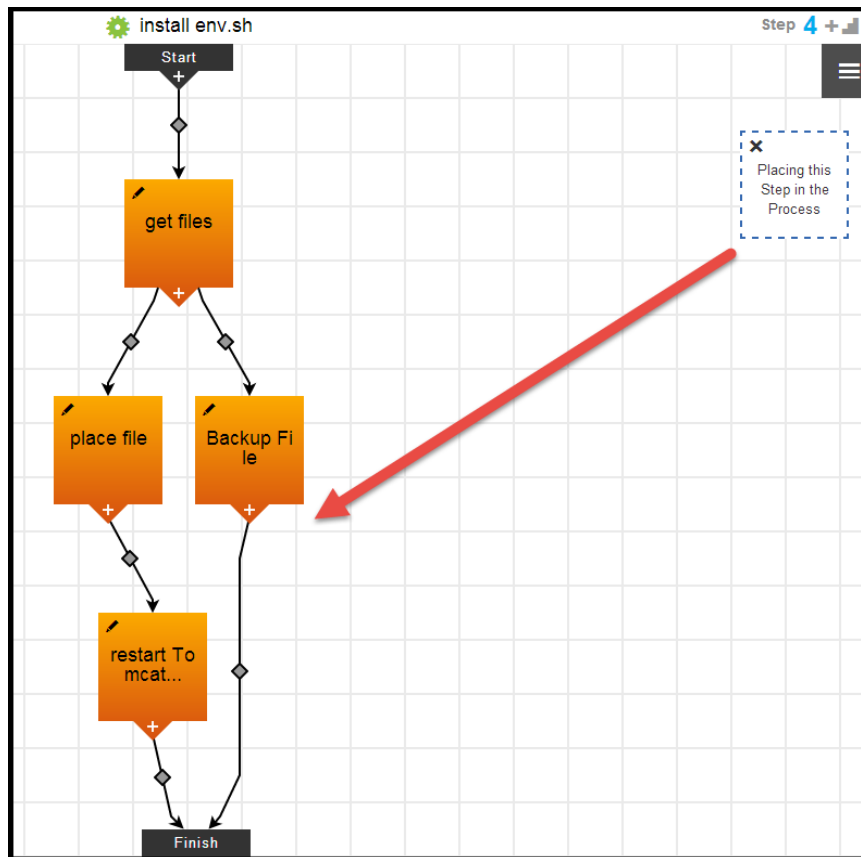 install env.sh
Step 4 +
Start
+
Placing this
Step in the
Process
get files
+
place file
Backup Fi
le
+
+
restart To
mcat...
+
Finish